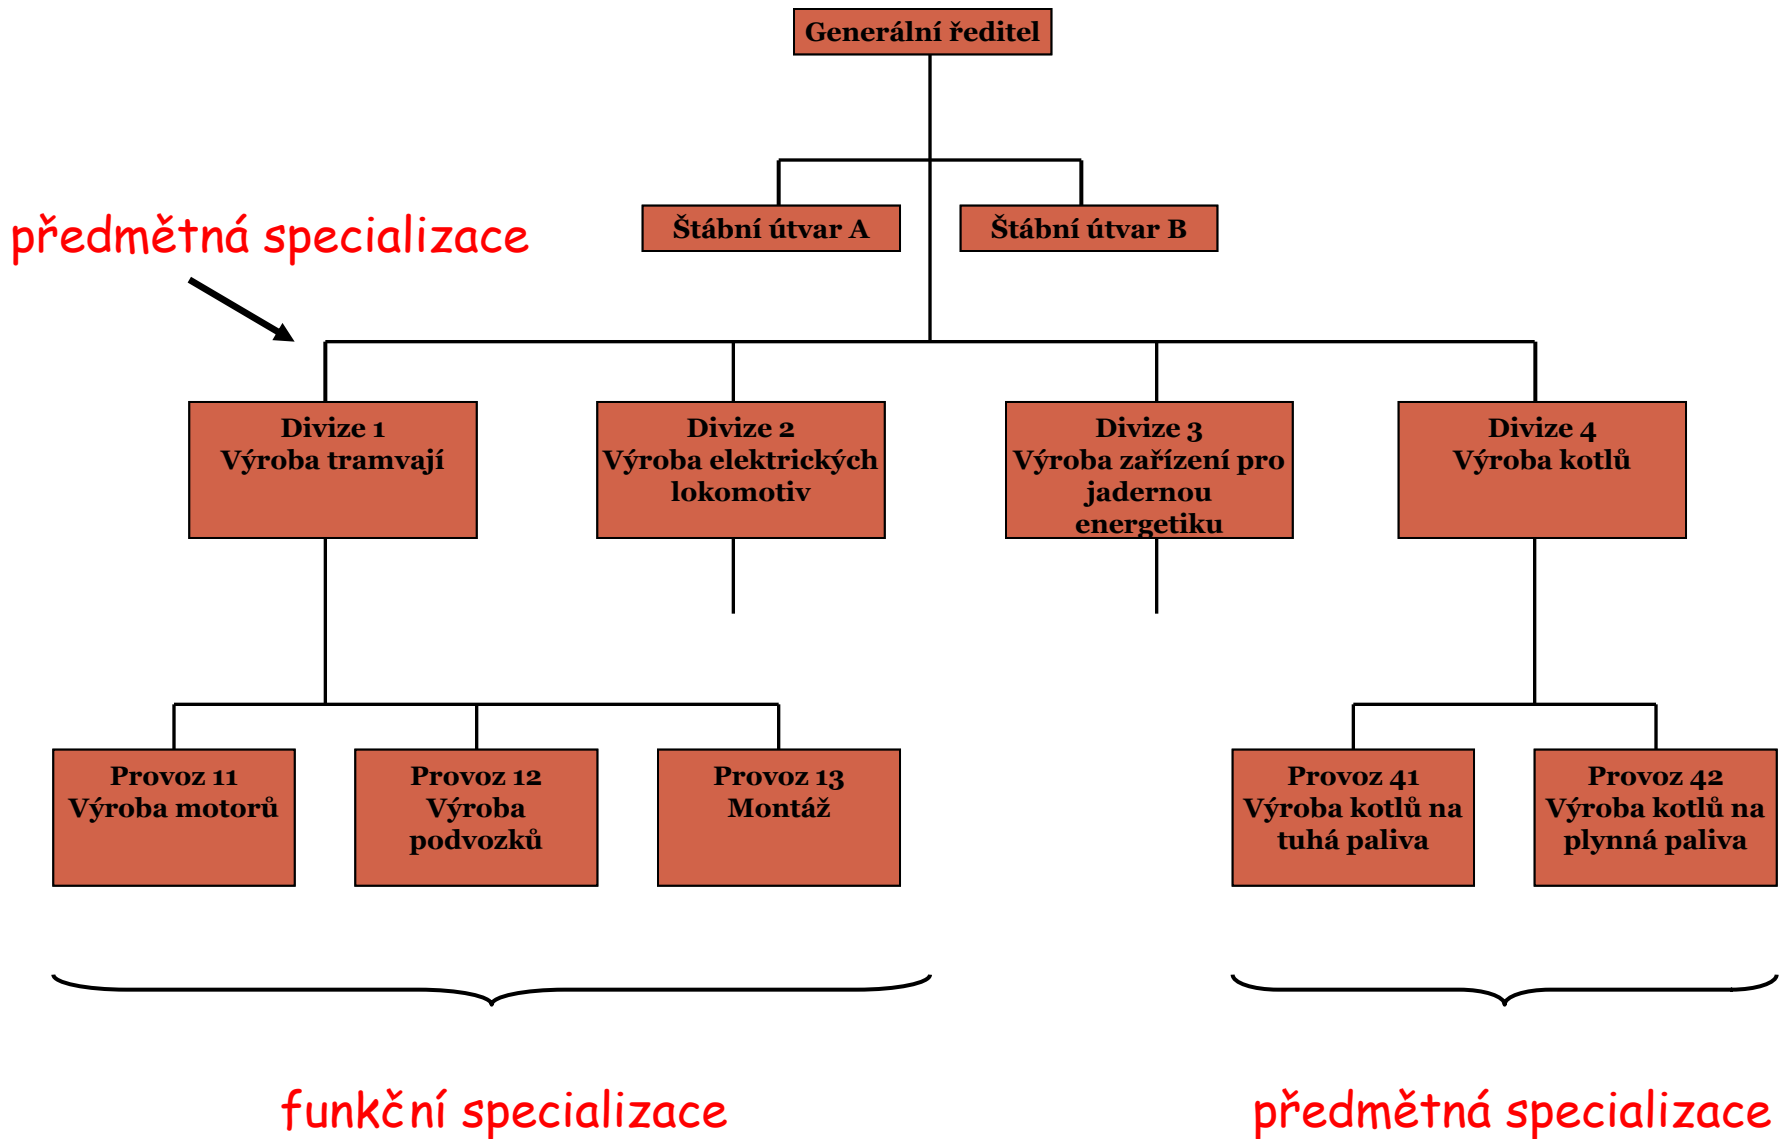 Generální ředitel
Štábní útvar A
Štábní útvar B
předmětná specializace
Divize 1
Výroba tramvají
Divize 2
Výroba elektrických
lokomotiv
Divize 3
Výroba zařízení pro
jadernou
energetiku
Divize 4
Výroba kotlů
Provoz 11
Výroba motorů
Provoz 12
Výroba
podvozků
Provoz 13
Montáž
Provoz 41
Výroba kotlů na
tuhá paliva
Provoz 42
Výroba kotlů na
plynná paliva
funkční specializace
předmětná specializace